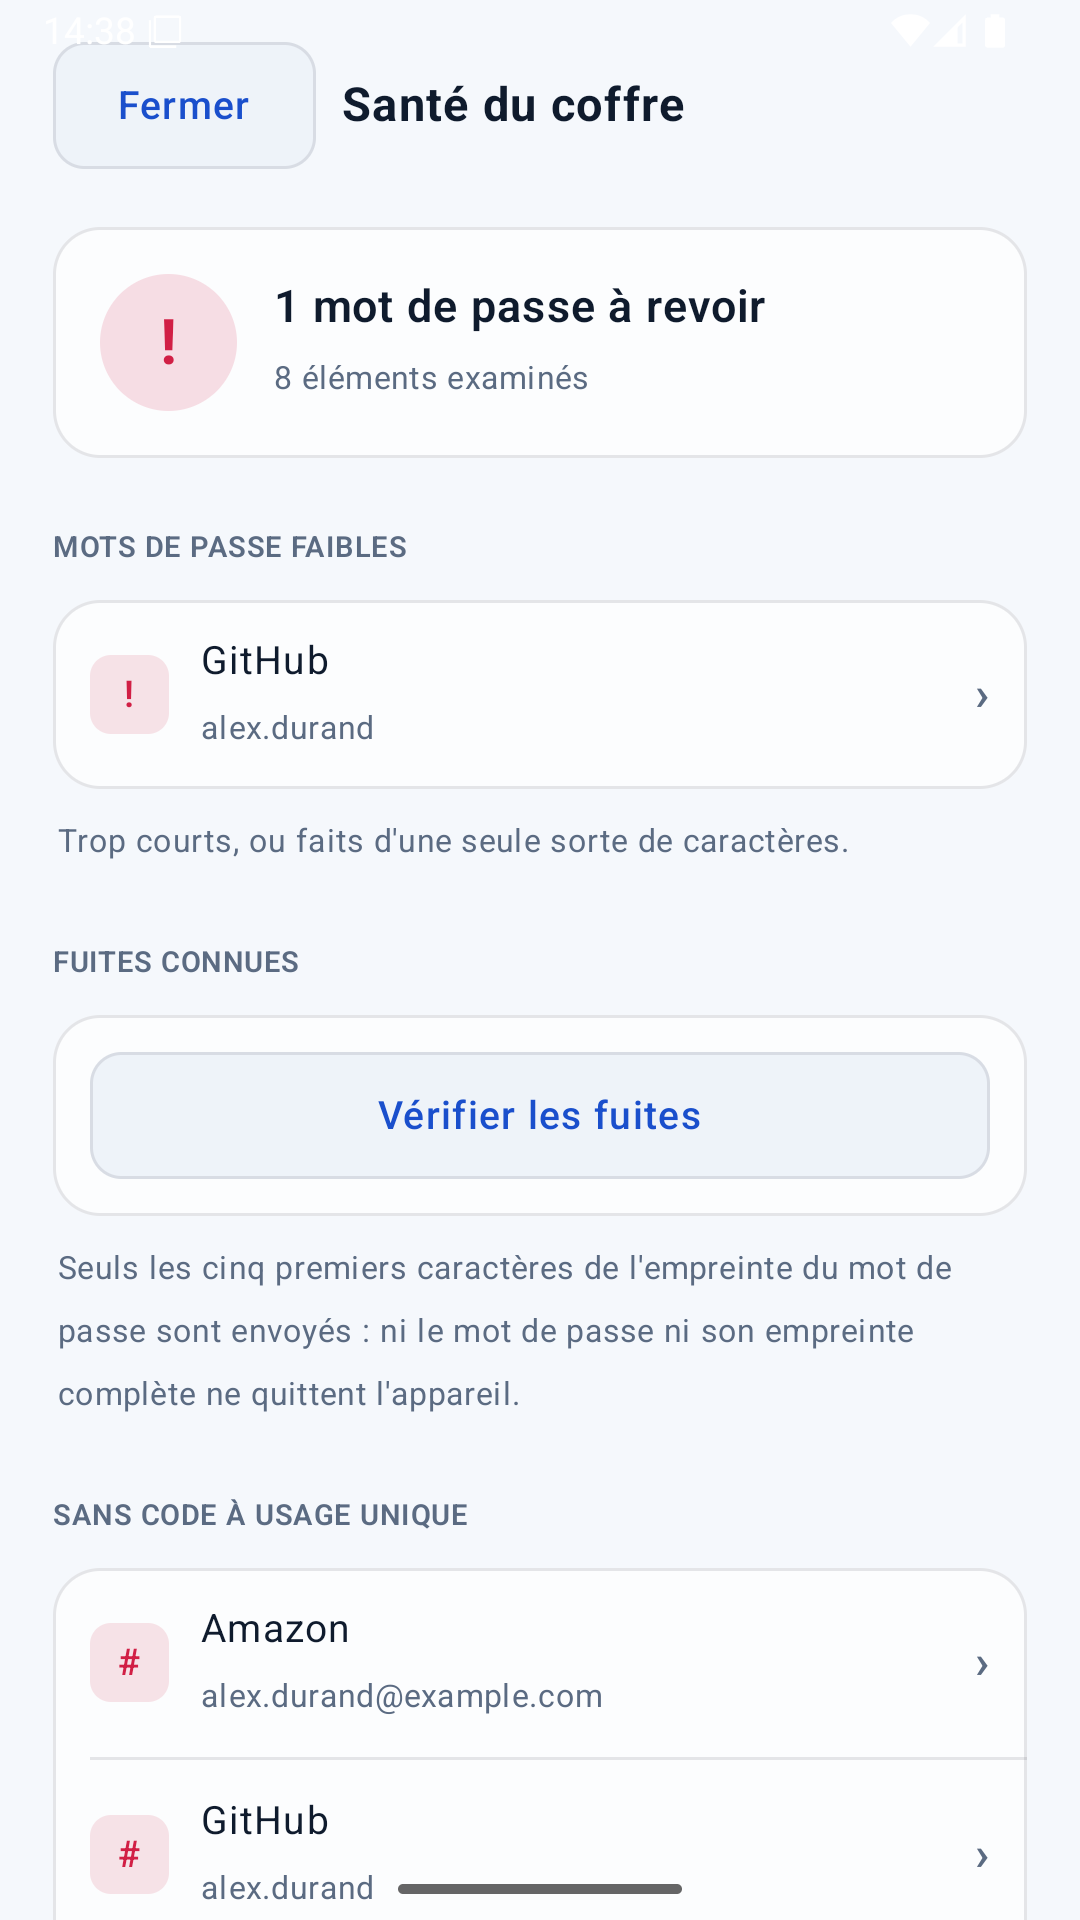 14:38
Fermer
Santé du coffre
!
1 mot de passe à revoir
8 éléments examinés
MOTS DE PASSE FAIBLES
!
GitHub
alex.durand
›
Trop courts, ou faits d'une seule sorte de caractères.
FUITES CONNUES
Vérifier les fuites
Seuls les cinq premiers caractères de l'empreinte du mot de
passe sont envoyés : ni le mot de passe ni son empreinte
complète ne quittent l'appareil.
SANS CODE À USAGE UNIQUE
#
Amazon
alex.durand@example.com
›
#
GitHub
alex.durand
›